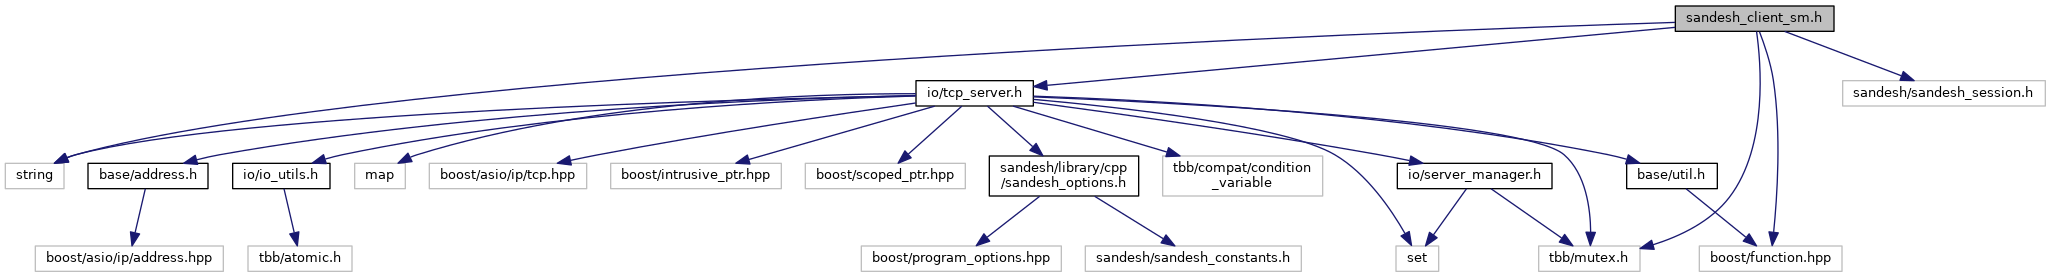 sandesh_client_sm.h
io/tcp_server.h
sandesh/sandesh_session.h
string
base/address.h
io/io_utils.h
map
boost/asio/ip/tcp.hpp
boost/intrusive_ptr.hpp
boost/scoped_ptr.hpp
sandesh/library/cpp
/sandesh_options.h
tbb/compat/condition
_variable
io/server_manager.h
base/util.h
boost/asio/ip/address.hpp
tbb/atomic.h
boost/program_options.hpp
sandesh/sandesh_constants.h
set
tbb/mutex.h
boost/function.hpp